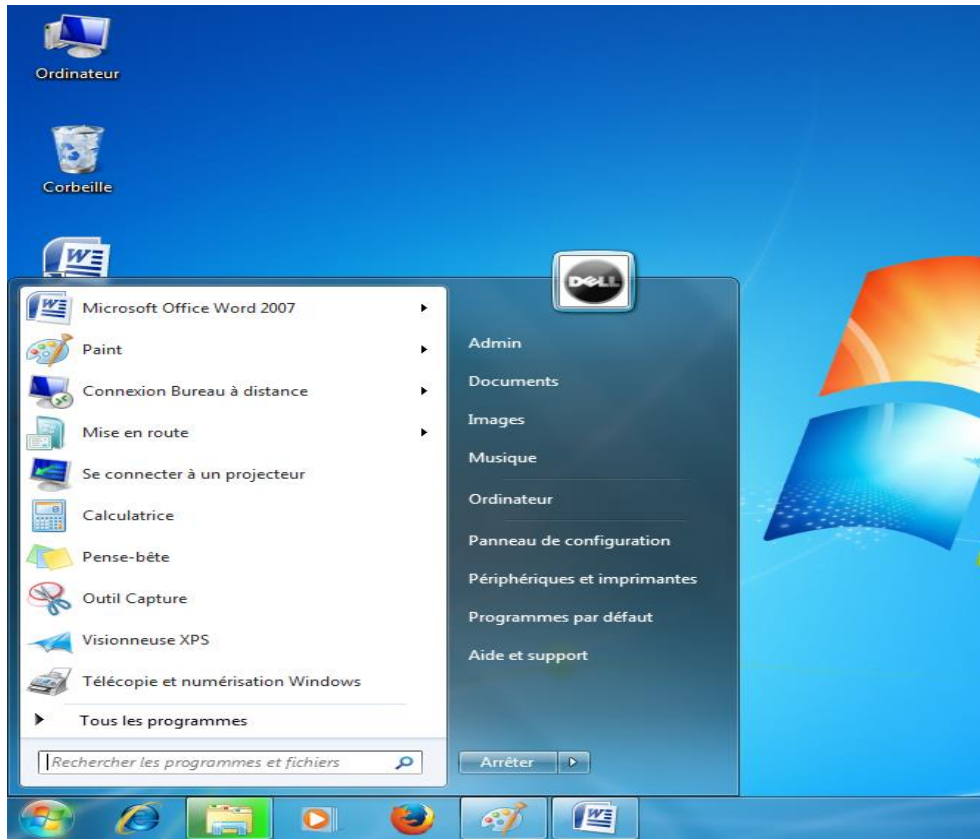 Ordinateur
Corbeille
DELL
Microsoft Office Word 2007
Paint
Connexion Bureau à distance
Mise en route
Se connecter à un projecteur
Calculatrice
Pense-bête
Outil Capture
Visionneuse XPS
Télécopie et numérisation Windows
Tous les programmes
Rechercher les programmes et fichiers
Admin
Documents
Images
Musique
Ordinateur
Panneau de configuration
Périphériques et imprimantes
Programmes par défaut
Aide et support
Arrêter